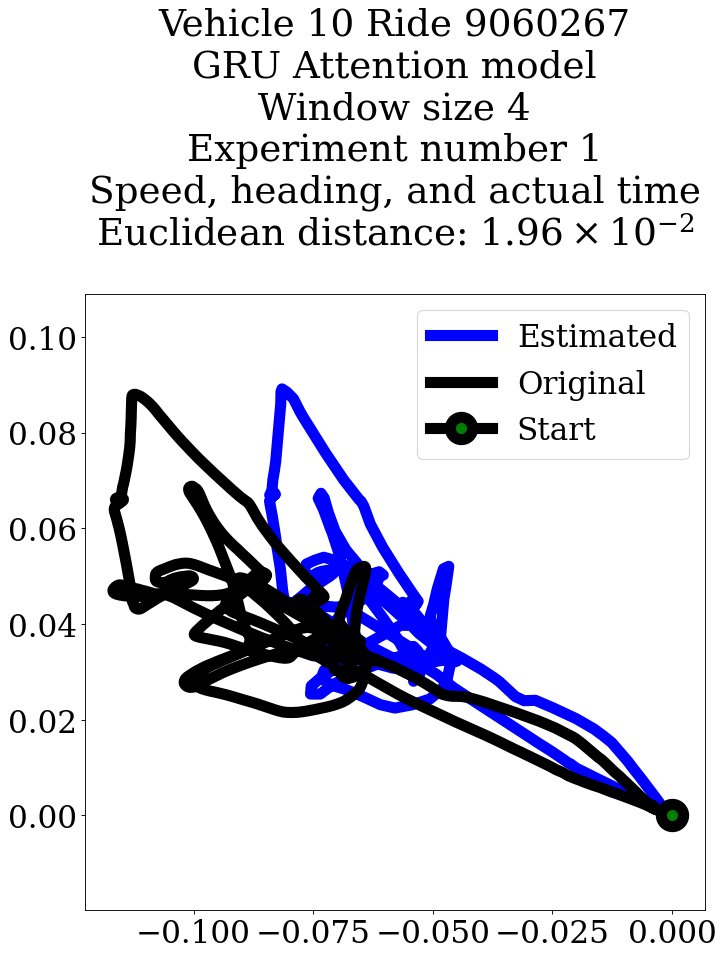 Vehicle 10 Ride 9060267
GRU Attention model
Window size 4
Experiment number 1
Speed, heading, and actual time
Euclidean distance: 1.96 × 10⁻²
Estimated
Original
Start
0.10
0.08
0.06
0.04
0.02
0.00
−0.100 −0.075 −0.050 −0.025 0.000